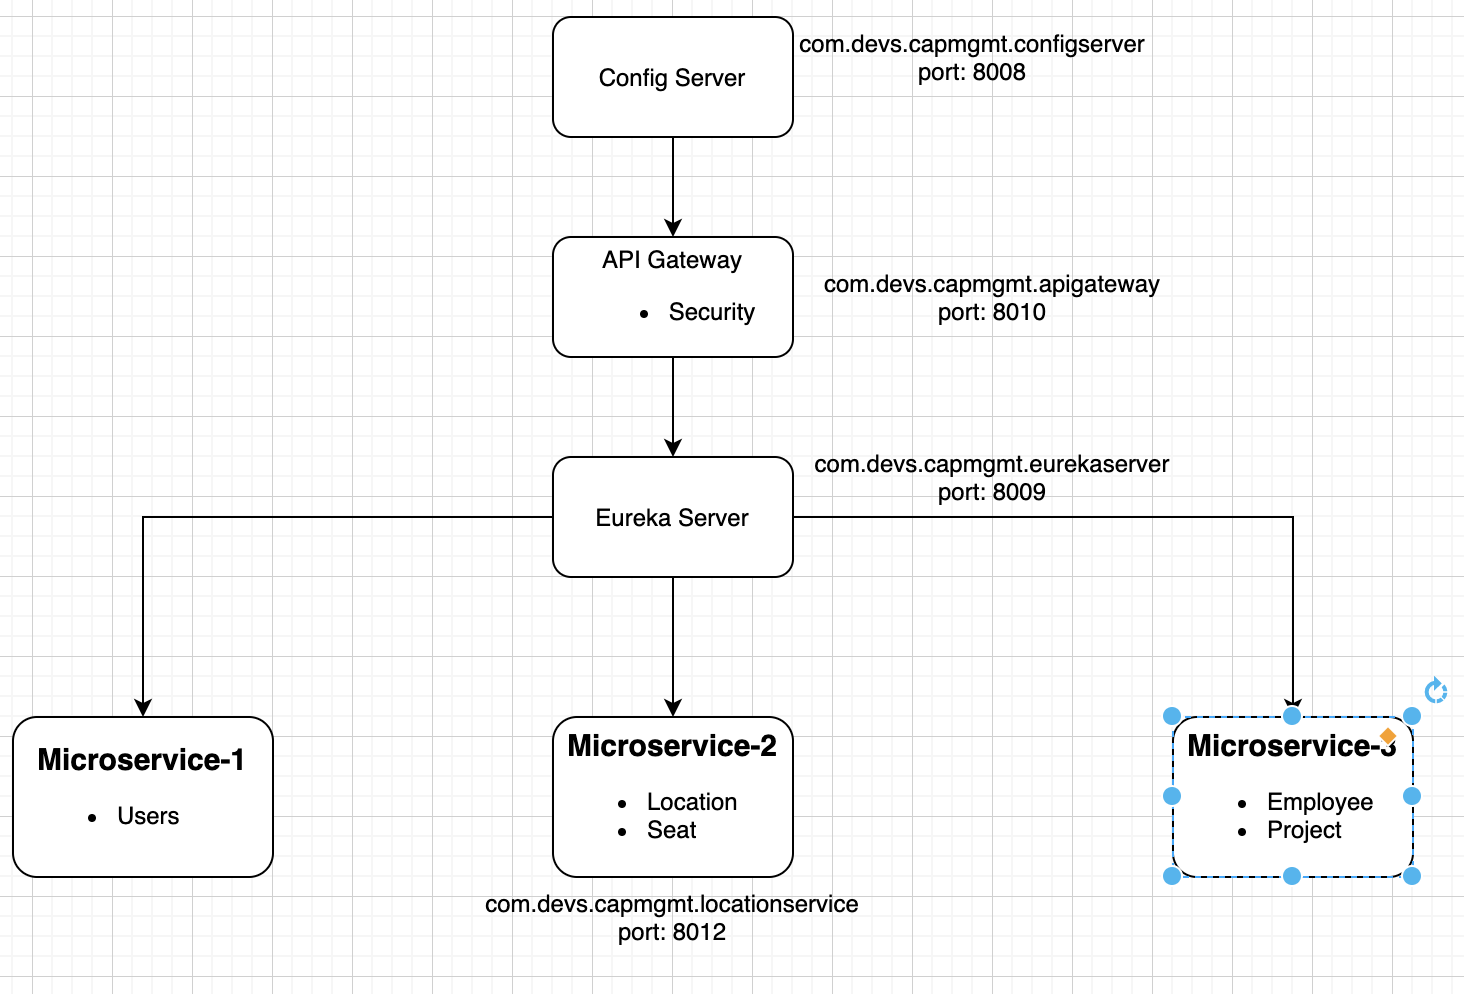 Config Server
com.devs.capmgmt.configserver
port: 8008
API Gateway
• Security
com.devs.capmgmt.apigateway
port: 8010
com.devs.capmgmt.eurekaserver
port: 8009
Eureka Server
Microservice-1
• Users
Microservice-2
• Location
• Seat
com.devs.capmgmt.locationservice
port: 8012
Microservice-3
• Employee
• Project